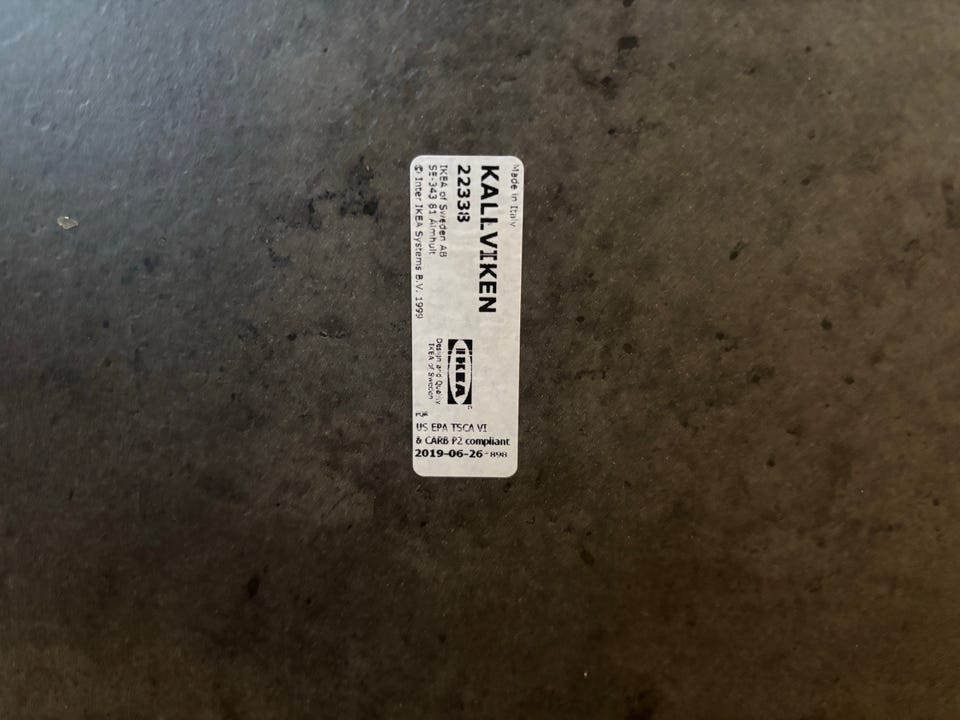 Made in Italy
KALLVIKEN
22338
IKEA of Sweden AB
SE-343 81 Älmhult
© Inter IKEA Systems B.V. 1999
IKEA
Design and Quality
IKEA of Sweden
US EPA TSCA VI
& CARB P2 compliant
2019-06-26-898